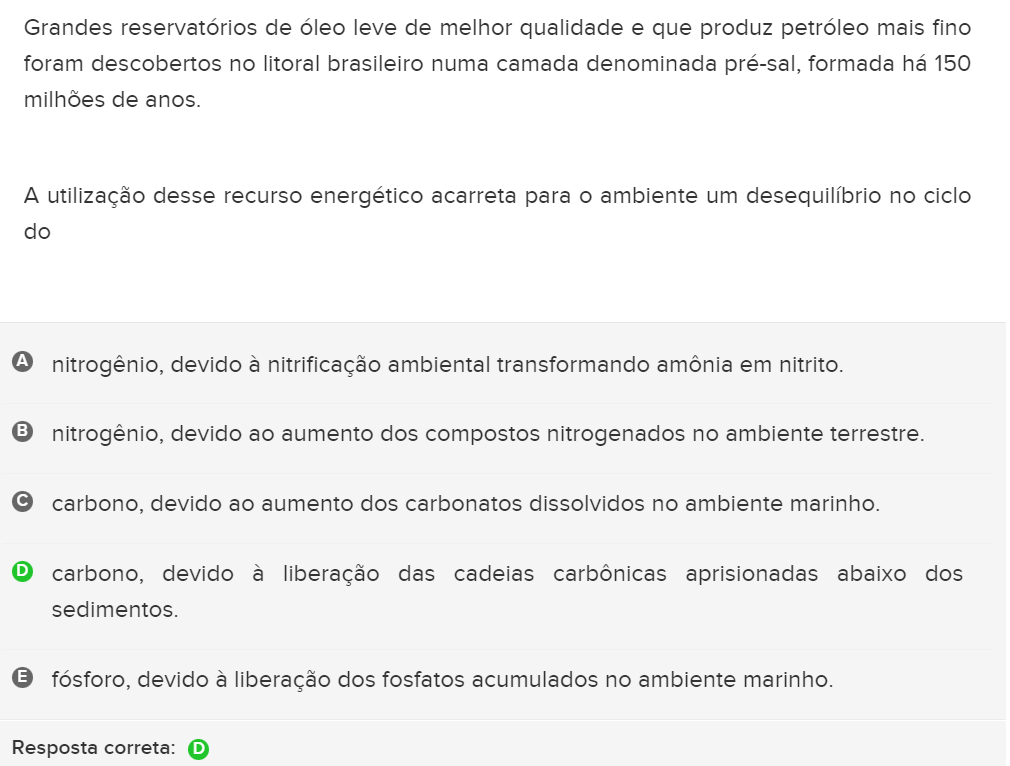 Grandes reservatórios de óleo leve de melhor qualidade e que produz petróleo mais fino
foram descobertos no litoral brasileiro numa camada denominada pré-sal, formada há 150
milhões de anos.
A utilização desse recurso energético acarreta para o ambiente um desequilíbrio no ciclo
do
A nitrogênio, devido à nitrificação ambiental transformando amônia em nitrito.
B nitrogênio, devido ao aumento dos compostos nitrogenados no ambiente terrestre.
C carbono, devido ao aumento dos carbonatos dissolvidos no ambiente marinho.
D carbono, devido à liberação das cadeias carbônicas aprisionadas abaixo dos
sedimentos.
E fósforo, devido à liberação dos fosfatos acumulados no ambiente marinho.
Resposta correta: D